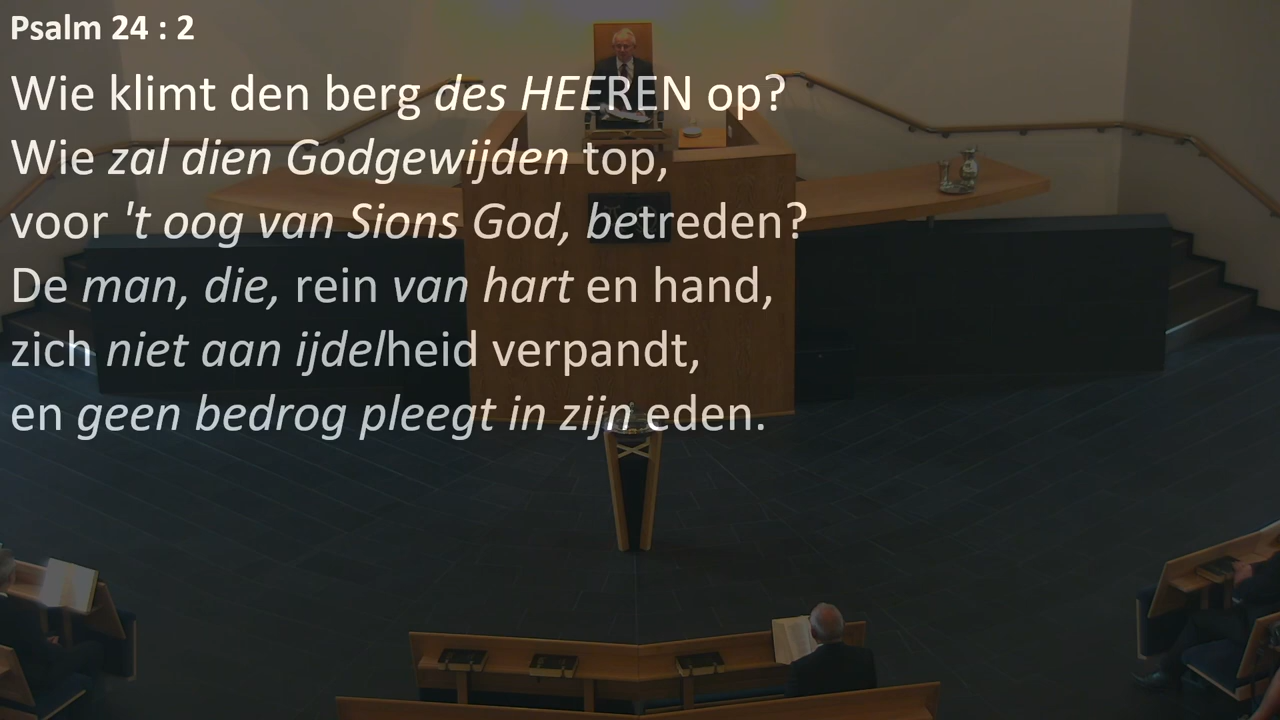 Psalm 24 : 2
Wie klimt den berg des HEEREN op?
Wie zal dien Godgewijden top,
voor 't oog van Sions God, betreden?
De man, die, rein van hart en hand,
zich niet aan ijdelheid verpandt,
en geen bedrog pleegt in zijn eden.